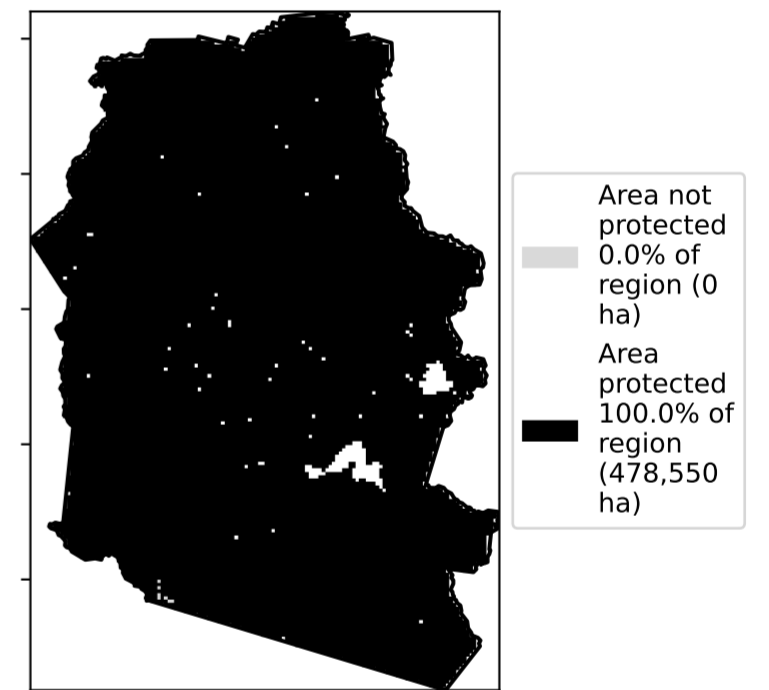 Area not
protected
0.0% of
region (0
ha)
Area
protected
100.0% of
region
(478,550
ha)